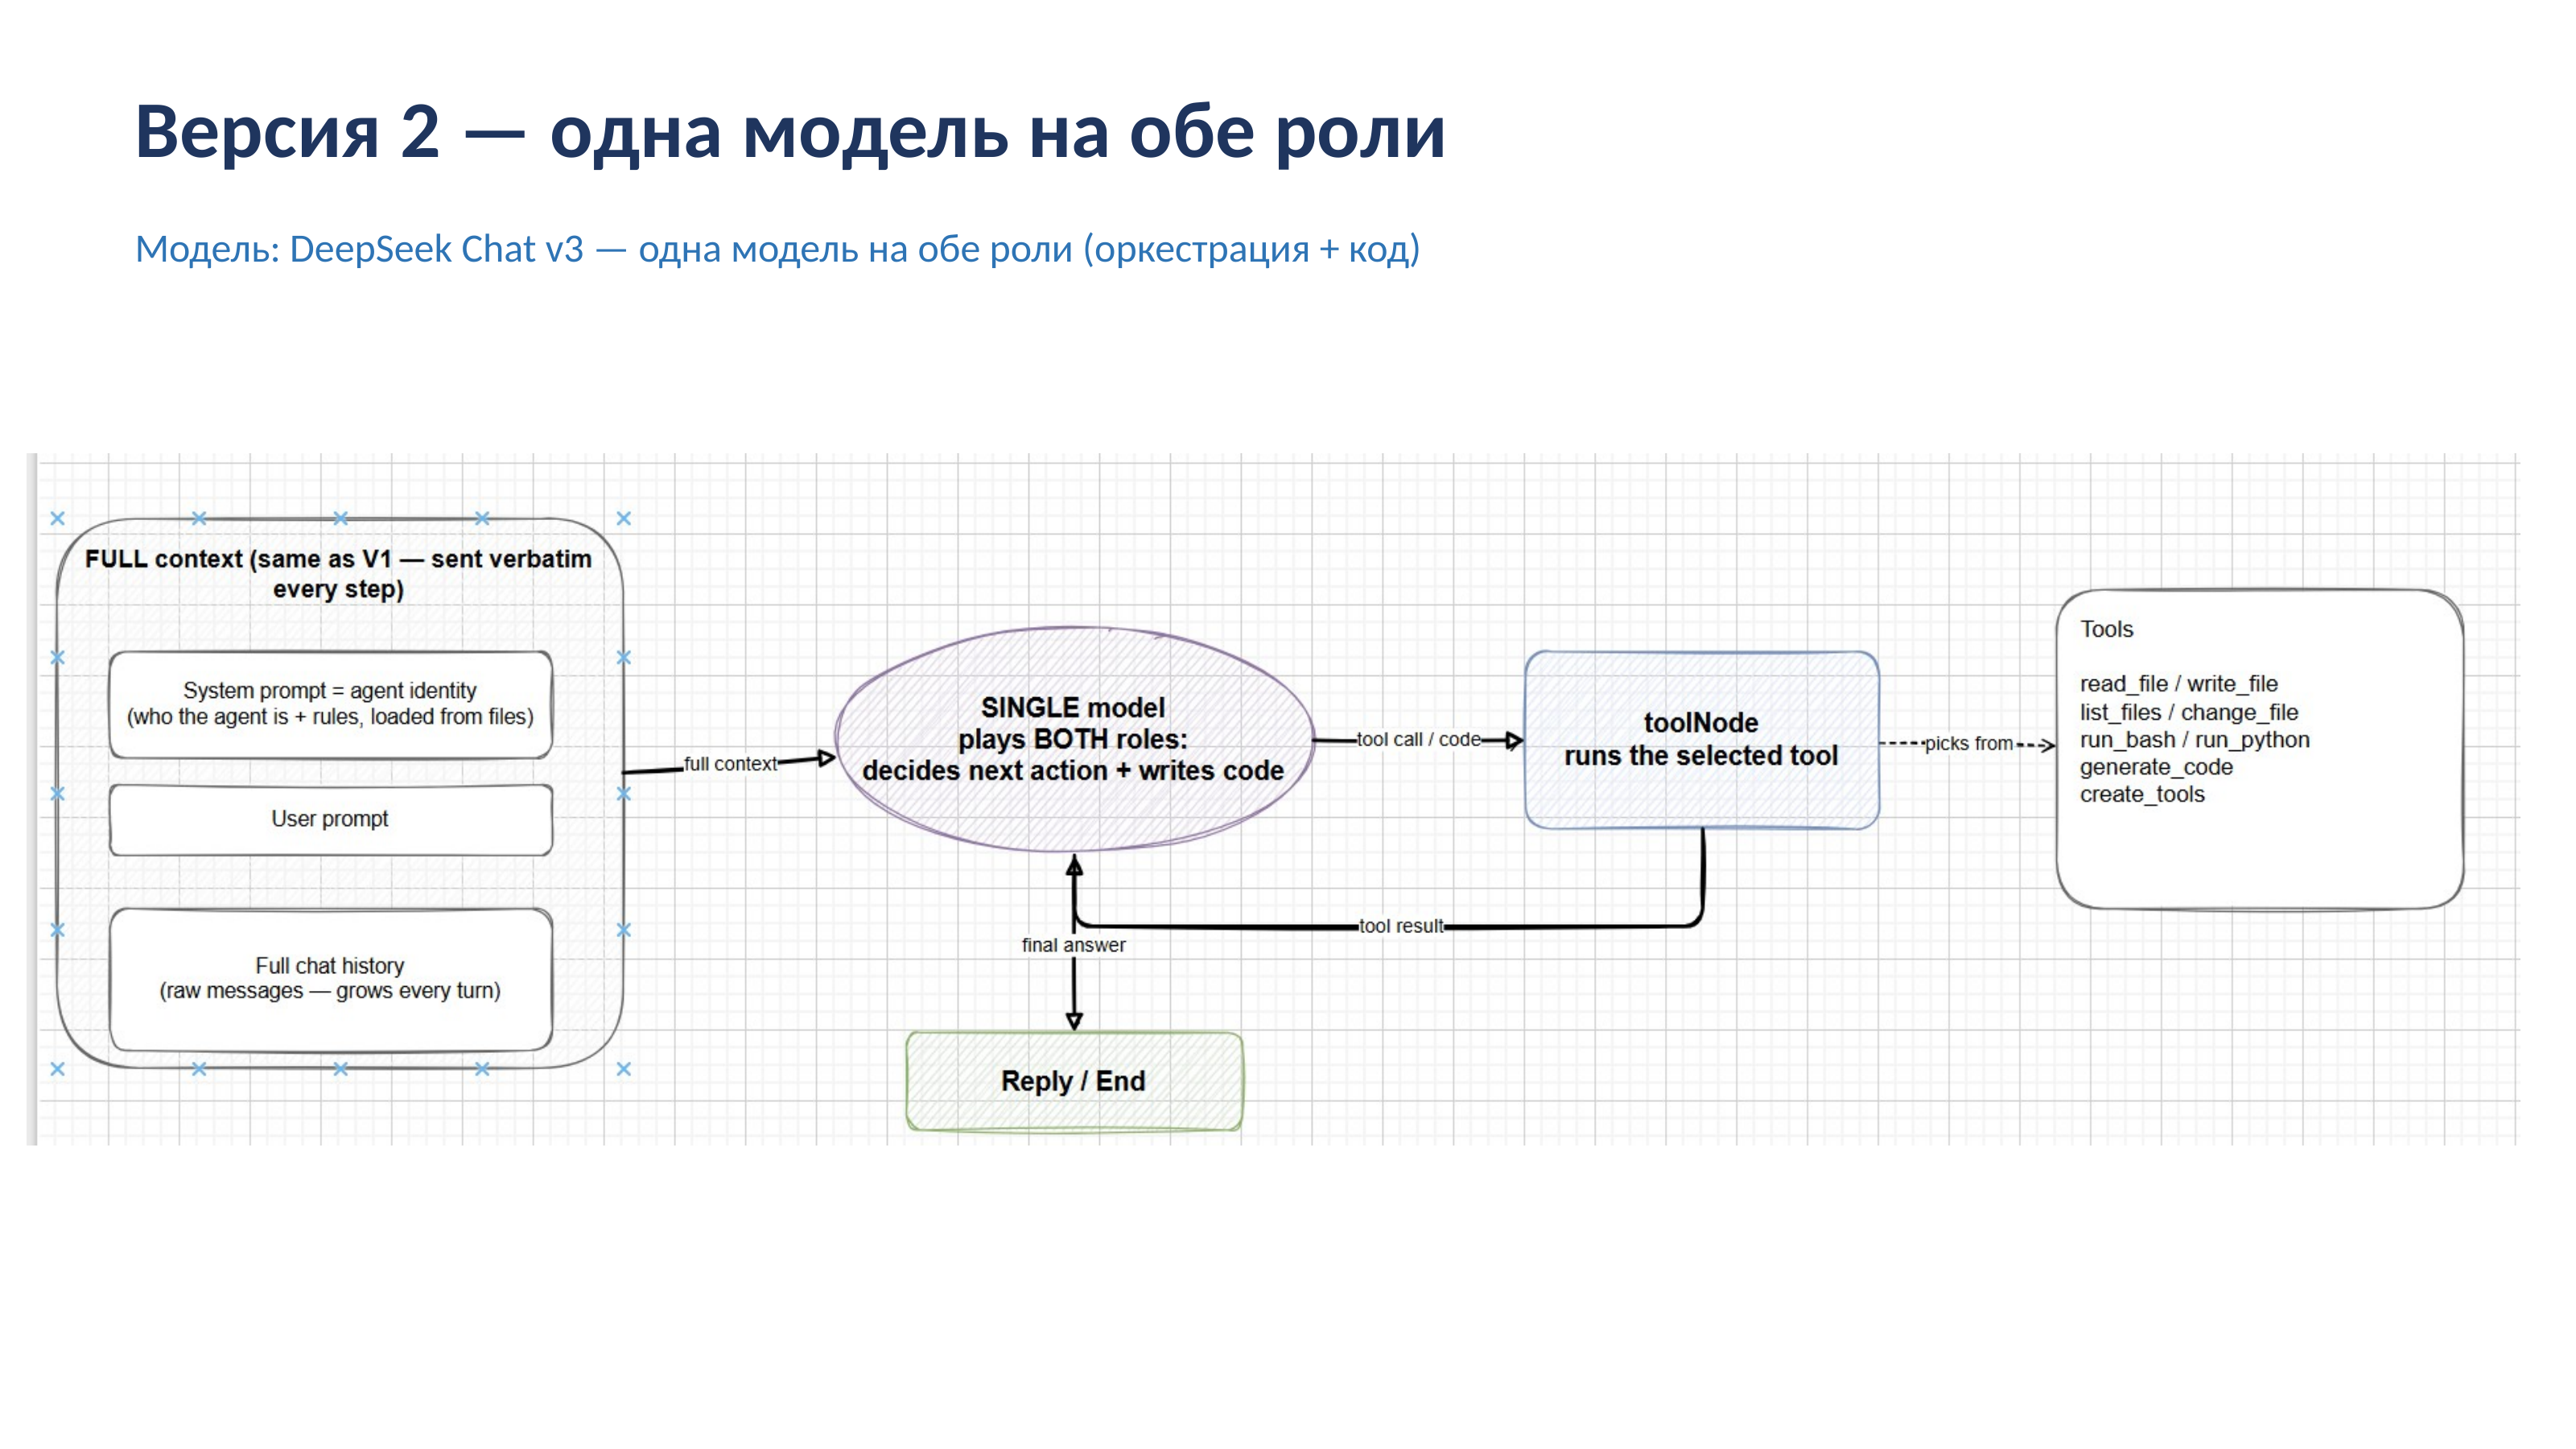 Версия 2 — одна модель на обе роли
Модель: DeepSeek Chat v3 — одна модель на обе роли (оркестрация + код)
FULL context (same as V1 — sent verbatim
every step)
System prompt = agent identity
(who the agent is + rules, loaded from files)
User prompt
Full chat history
(raw messages — grows every turn)
full context
SINGLE model
plays BOTH roles:
decides next action + writes code
tool call / code
toolNode
runs the selected tool
picks from
Tools
read_file / write_file
list_files / change_file
run_bash / run_python
generate_code
create_tools
tool result
final answer
Reply / End